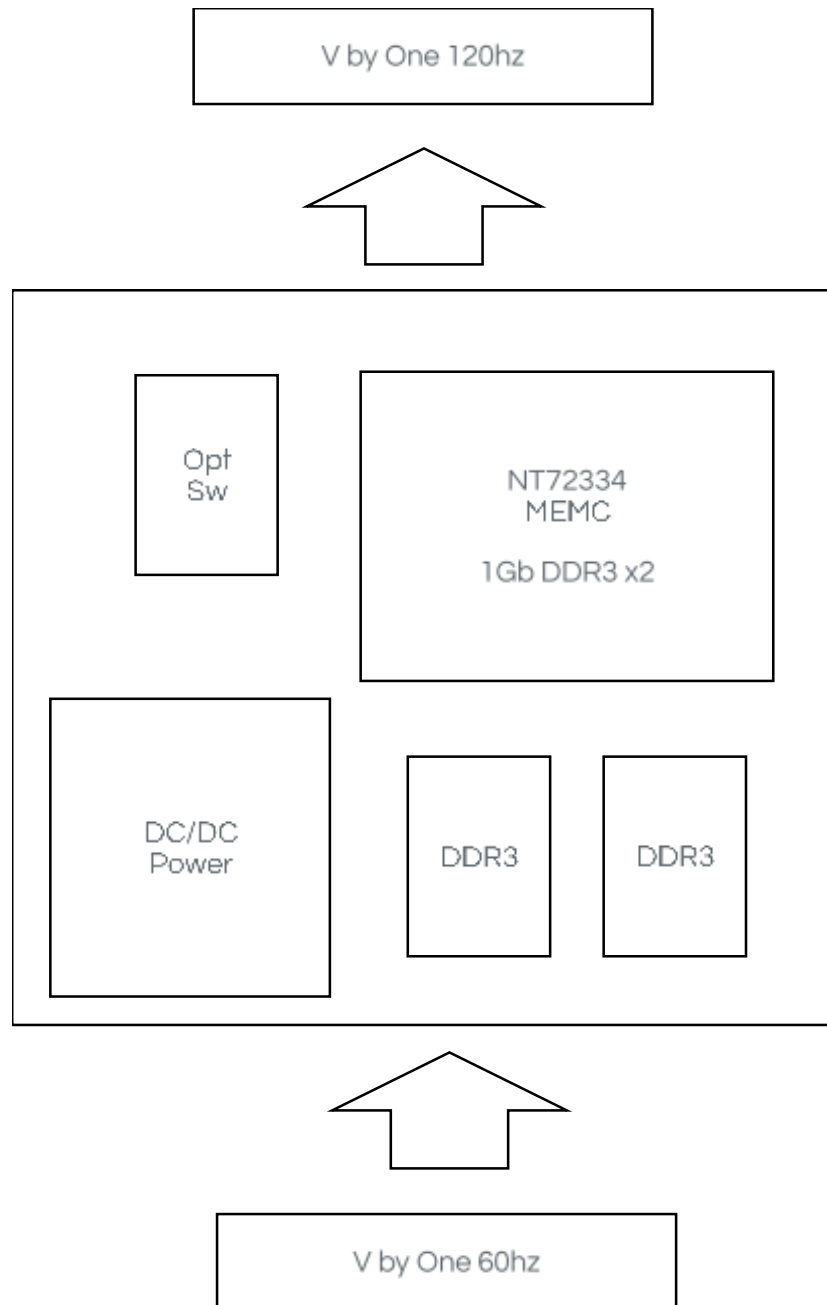 V by One 120hz
Opt
Sw
NT72334
MEMC
1Gb DDR3 x2
DC/DC
Power
DDR3
DDR3
V by One 60hz